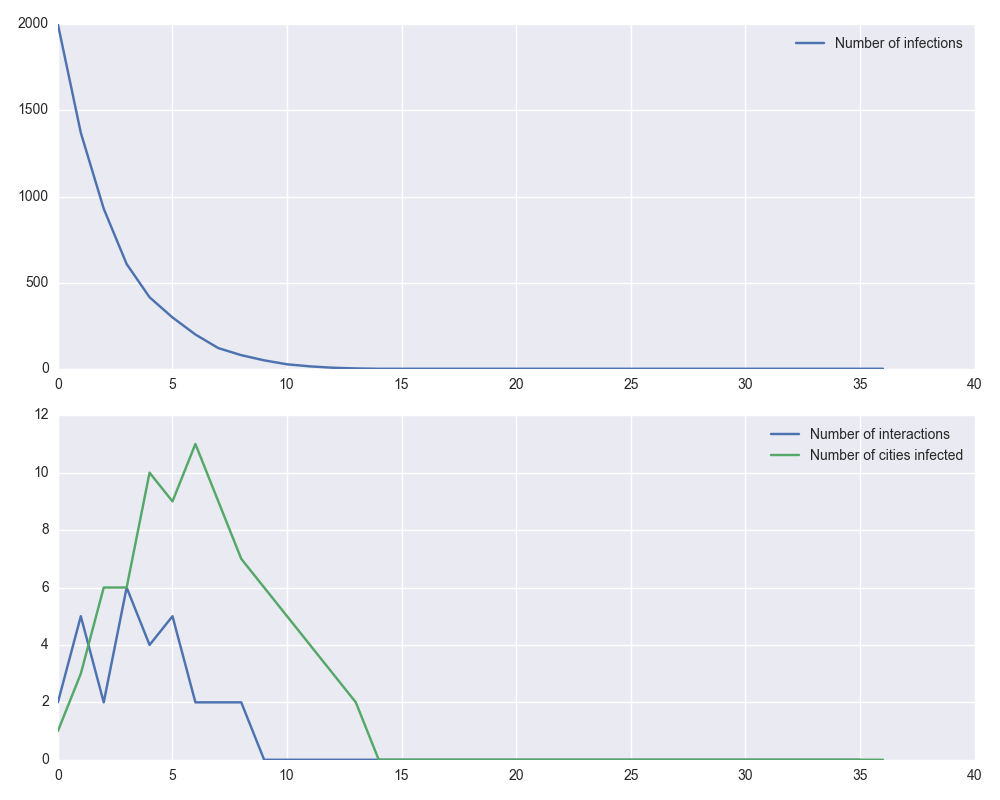 2000
Number of infections
1500
1000
500
0
0 5 10 15 20 25 30 35 40
12
Number of interactions
Number of cities infected
10
8
6
4
2
0
0 5 10 15 20 25 30 35 40